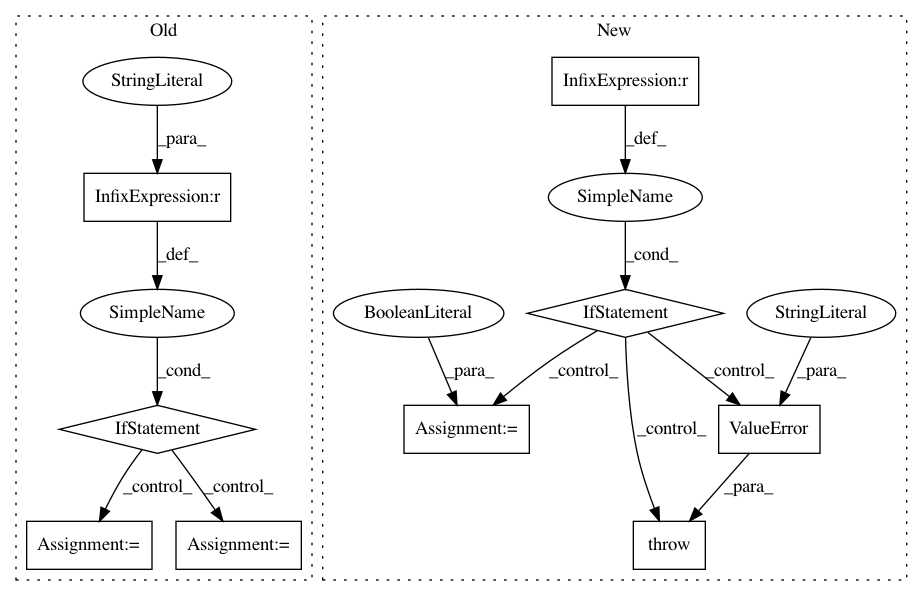 Old
New
StringLiteral
InfixExpression:r
_para_
_def_
InfixExpression:r
SimpleName
_def_
_cond_
SimpleName
BooleanLiteral
IfStatement
StringLiteral
_cond_
_para_
_control_
_control_
_para_
IfStatement
Assignment:=
_control_
ValueError
_control_
_control_
_para_
Assignment:=
Assignment:=
throw